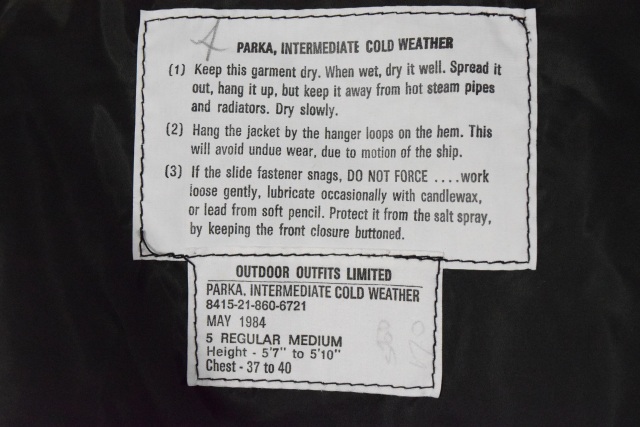 4
PARKA, INTERMEDIATE COLD WEATHER
(1) Keep this garment dry. When wet, dry it well. Spread it
out, hang it up, but keep it away from hot steam pipes
and radiators. Dry slowly.
(2) Hang the jacket by the hanger loops on the hem. This
will avoid undue wear, due to motion of the ship.
(3) If the slide fastener snags, DO NOT FORCE ....work
loose gently, lubricate occasionally with candlewax,
or lead from soft pencil. Protect it from the salt spray,
by keeping the front closure buttoned.
OUTDOOR OUTFITS LIMITED
PARKA, INTERMEDIATE COLD WEATHER
8415-21-860-6721
MAY 1984
5 REGULAR MEDIUM
Height - 5'7" to 5'10"
Chest - 37 to 40